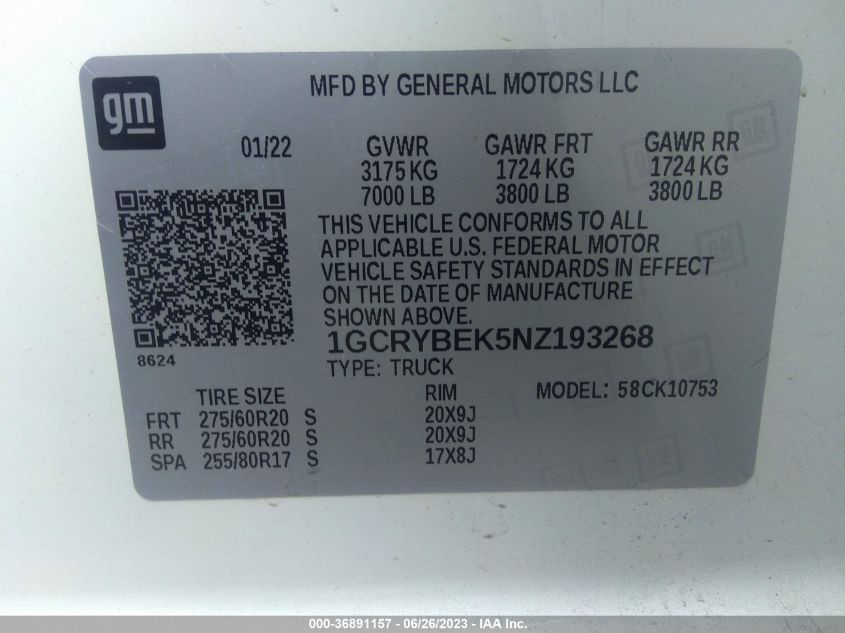 gm
MFD BY GENERAL MOTORS LLC
01/22 GVWR GAWR FRT GAWR RR
3175 KG 1724 KG 1724 KG
7000 LB 3800 LB 3800 LB
THIS VEHICLE CONFORMS TO ALL
APPLICABLE U.S. FEDERAL MOTOR
VEHICLE SAFETY STANDARDS IN EFFECT
ON THE DATE OF MANUFACTURE
SHOWN ABOVE.
1GCRYBEK5NZ193268
8624
TYPE: TRUCK
TIRE SIZE RIM MODEL: 58CK10753
FRT 275/60R20 S 20X9J
RR 275/60R20 S 20X9J
SPA 255/80R17 S 17X8J
000-36891157 - 06/26/2023 - IAA Inc.